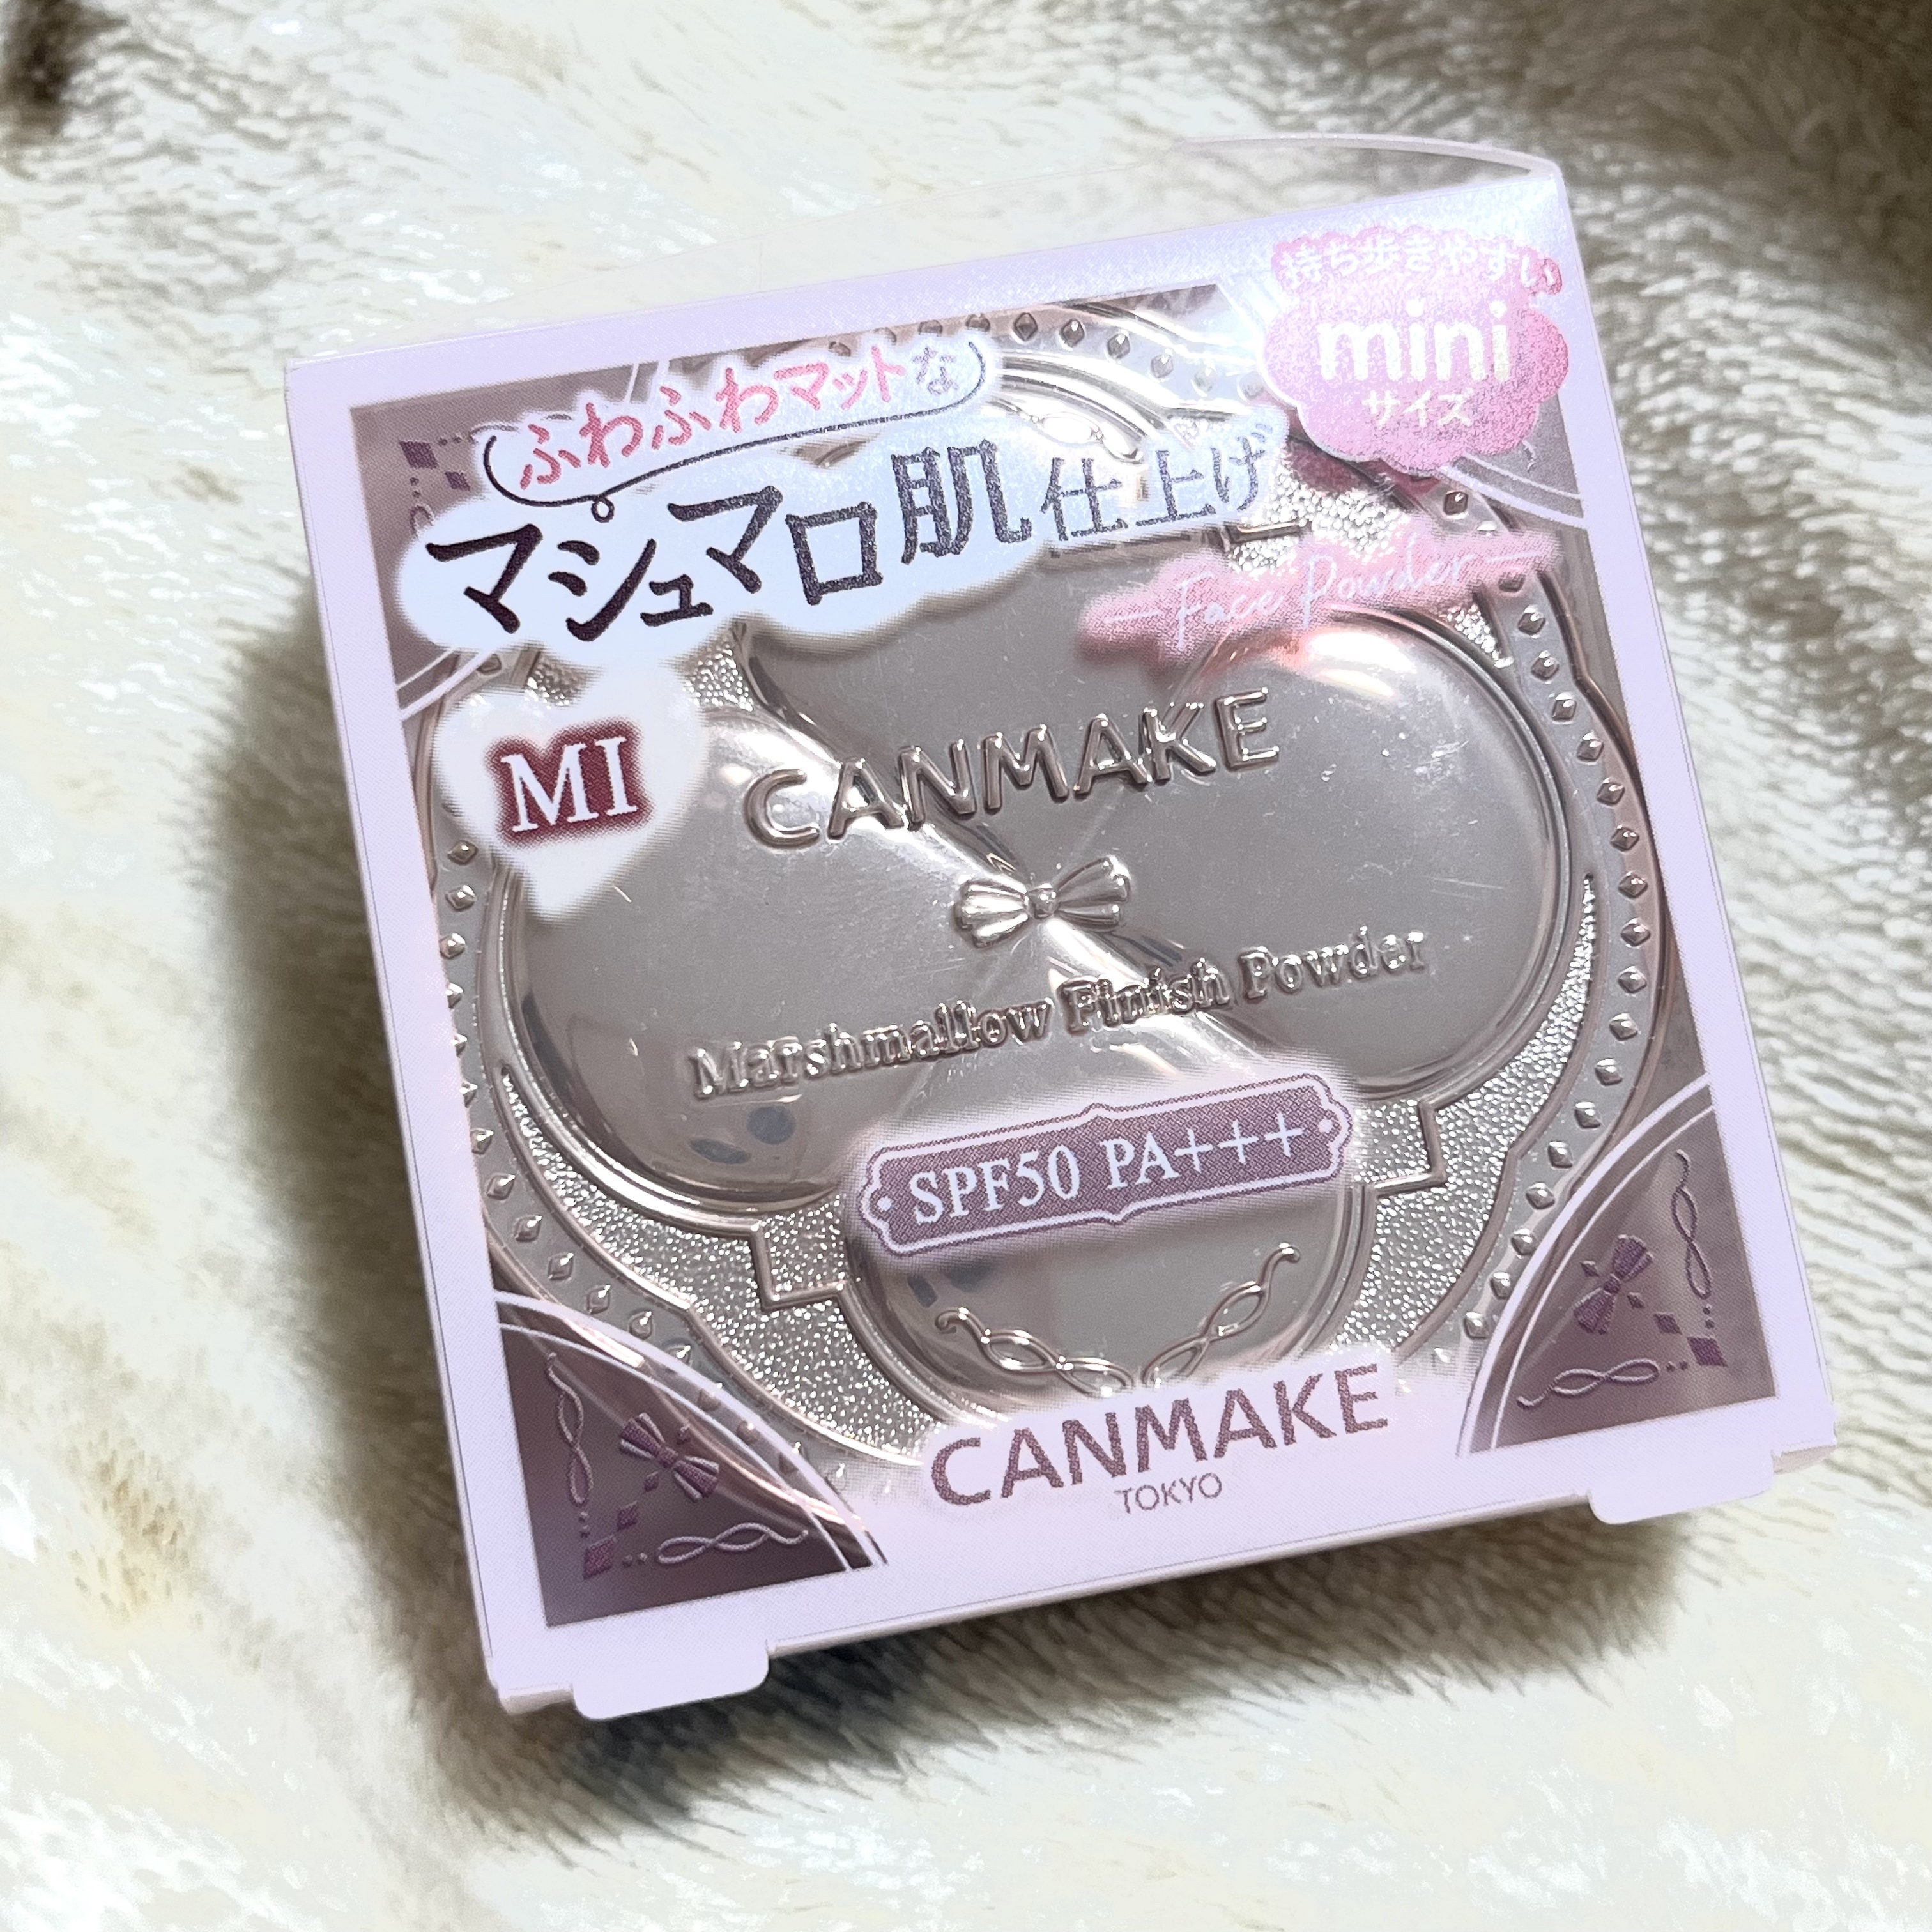 持ち歩きやすい
mini
サイズ
ふわふわマットな
マシュマロ肌仕上げ
Face Powder
MI
CANMAKE
Marshmallow Finish Powder
SPF50 PA+++
CANMAKE
TOKYO